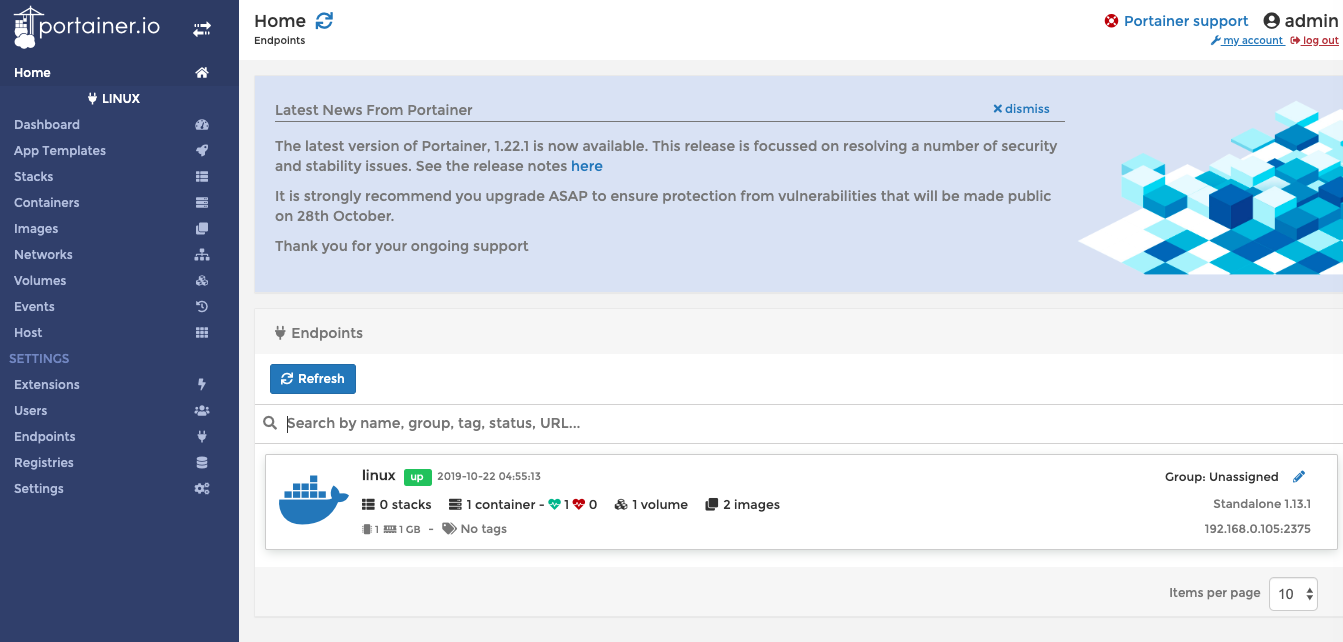 portainer.io
Home
LINUX
Dashboard
App Templates
Stacks
Containers
Images
Networks
Volumes
Events
Host
SETTINGS
Extensions
Users
Endpoints
Registries
Settings
Home
Endpoints
Portainer support admin
my account log out
Latest News From Portainer dismiss
The latest version of Portainer, 1.22.1 is now available. This release is focussed on resolving a number of security
and stability issues. See the release notes here
It is strongly recommend you upgrade ASAP to ensure protection from vulnerabilities that will be made public
on 28th October.
Thank you for your ongoing support
Endpoints
Refresh
Search by name, group, tag, status, URL...
linux up 2019-10-22 04:55:13 Group: Unassigned
0 stacks 1 container - 1 0 1 volume 2 images Standalone 1.13.1
1 1 GB - No tags 192.168.0.105:2375
Items per page 10